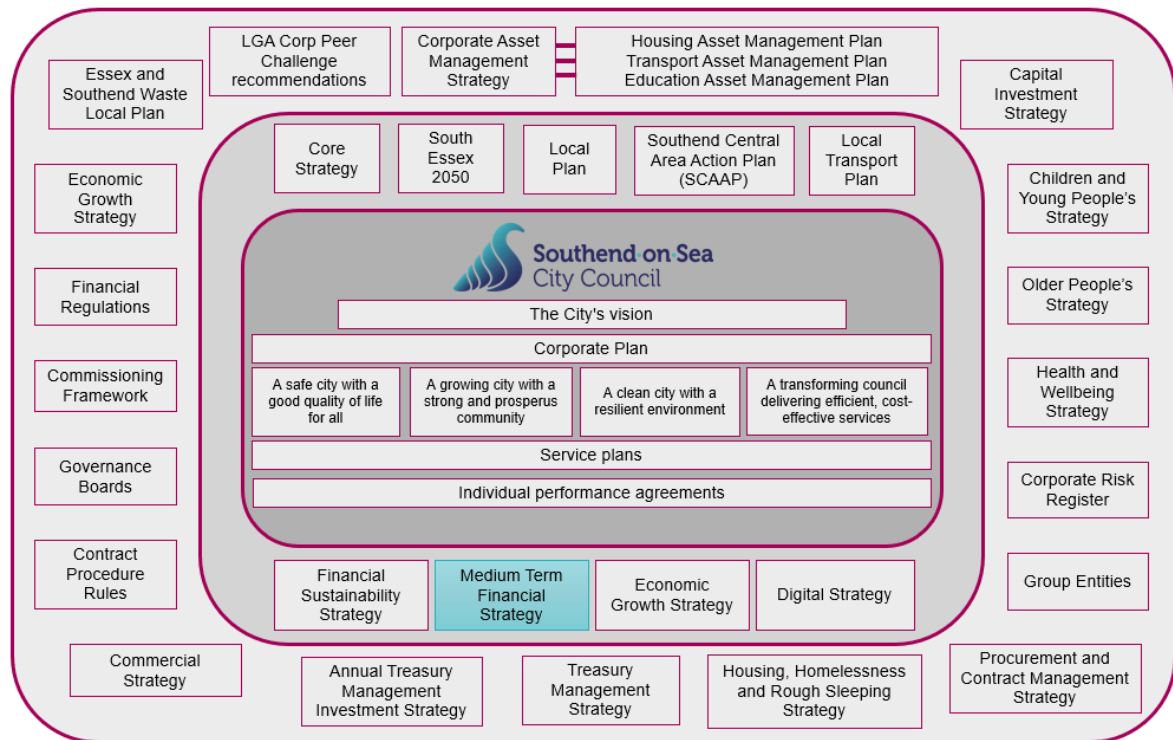 LGA Corp Peer
Challenge
recommendations
Corporate Asset
Management
Strategy
Housing Asset Management Plan
Transport Asset Management Plan
Education Asset Management Plan
Essex and
Southend Waste
Local Plan
Capital
Investment
Strategy
Core
Strategy
South
Essex
2050
Local
Plan
Southend Central
Area Action Plan
(SCAAP)
Local
Transport
Plan
Economic
Growth
Strategy
Children and
Young People's
Strategy
Financial
Regulations
Older People's
Strategy
Commissioning
Framework
Health and
Wellbeing
Strategy
Governance
Boards
Corporate Risk
Register
Contract
Procedure
Rules
Group Entities
Southend-on-Sea
City Council
The City's vision
Corporate Plan
A safe city with a
good quality of life
for all
A growing city with a
strong and prosperus
community
A clean city with a
resilient environment
A transforming council
delivering efficient, cost-
effective services
Service plans
Individual performance agreements
Financial
Sustainability
Strategy
Medium Term
Financial
Strategy
Economic
Growth Strategy
Digital Strategy
Commercial
Strategy
Annual Treasury
Management
Investment Strategy
Treasury
Management
Strategy
Housing, Homelessness
and Rough Sleeping
Strategy
Procurement and
Contract Management
Strategy